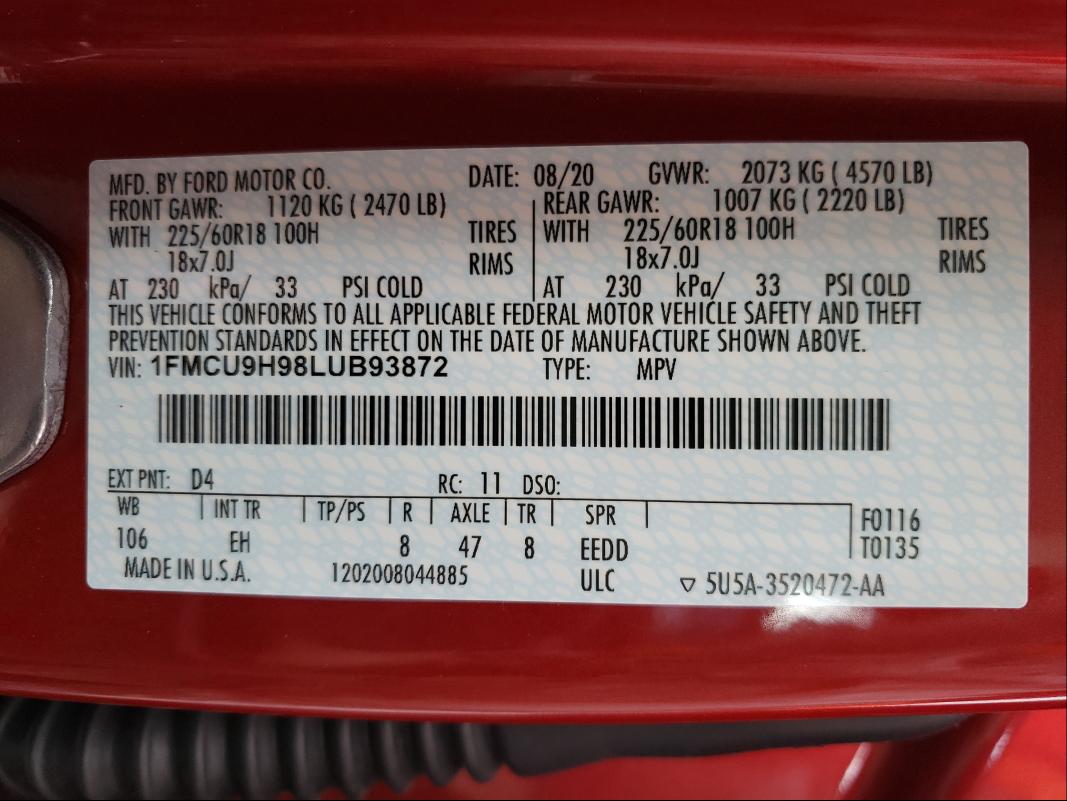 MFD. BY FORD MOTOR CO. DATE: 08/20 GVWR: 2073 KG ( 4570 LB)
FRONT GAWR: 1120 KG ( 2470 LB) REAR GAWR: 1007 KG ( 2220 LB)
WITH 225/60R18 100H TIRES WITH 225/60R18 100H TIRES
18x7.0J RIMS 18x7.0J RIMS
AT 230 kPa/ 33 PSI COLD AT 230 kPa/ 33 PSI COLD
THIS VEHICLE CONFORMS TO ALL APPLICABLE FEDERAL MOTOR VEHICLE SAFETY AND THEFT
PREVENTION STANDARDS IN EFFECT ON THE DATE OF MANUFACTURE SHOWN ABOVE.
VIN: 1FMCU9H98LUB93872 TYPE: MPV
EXT PNT: D4 RC: 11 DSO:
WB INT TR TP/PS R AXLE TR SPR F0116
106 EH 8 47 8 EEDD T0135
MADE IN U.S.A. 1202008044885 ULC ▽ 5U5A-3520472-AA